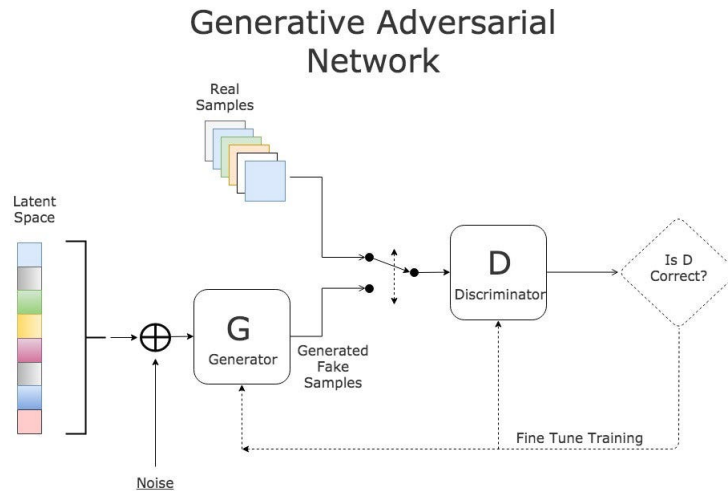 Generative Adversarial
Network
Real
Samples
Latent
Space
G
Generator
Generated
Fake
Samples
D
Discriminator
Is D
Correct?
Fine Tune Training
Noise